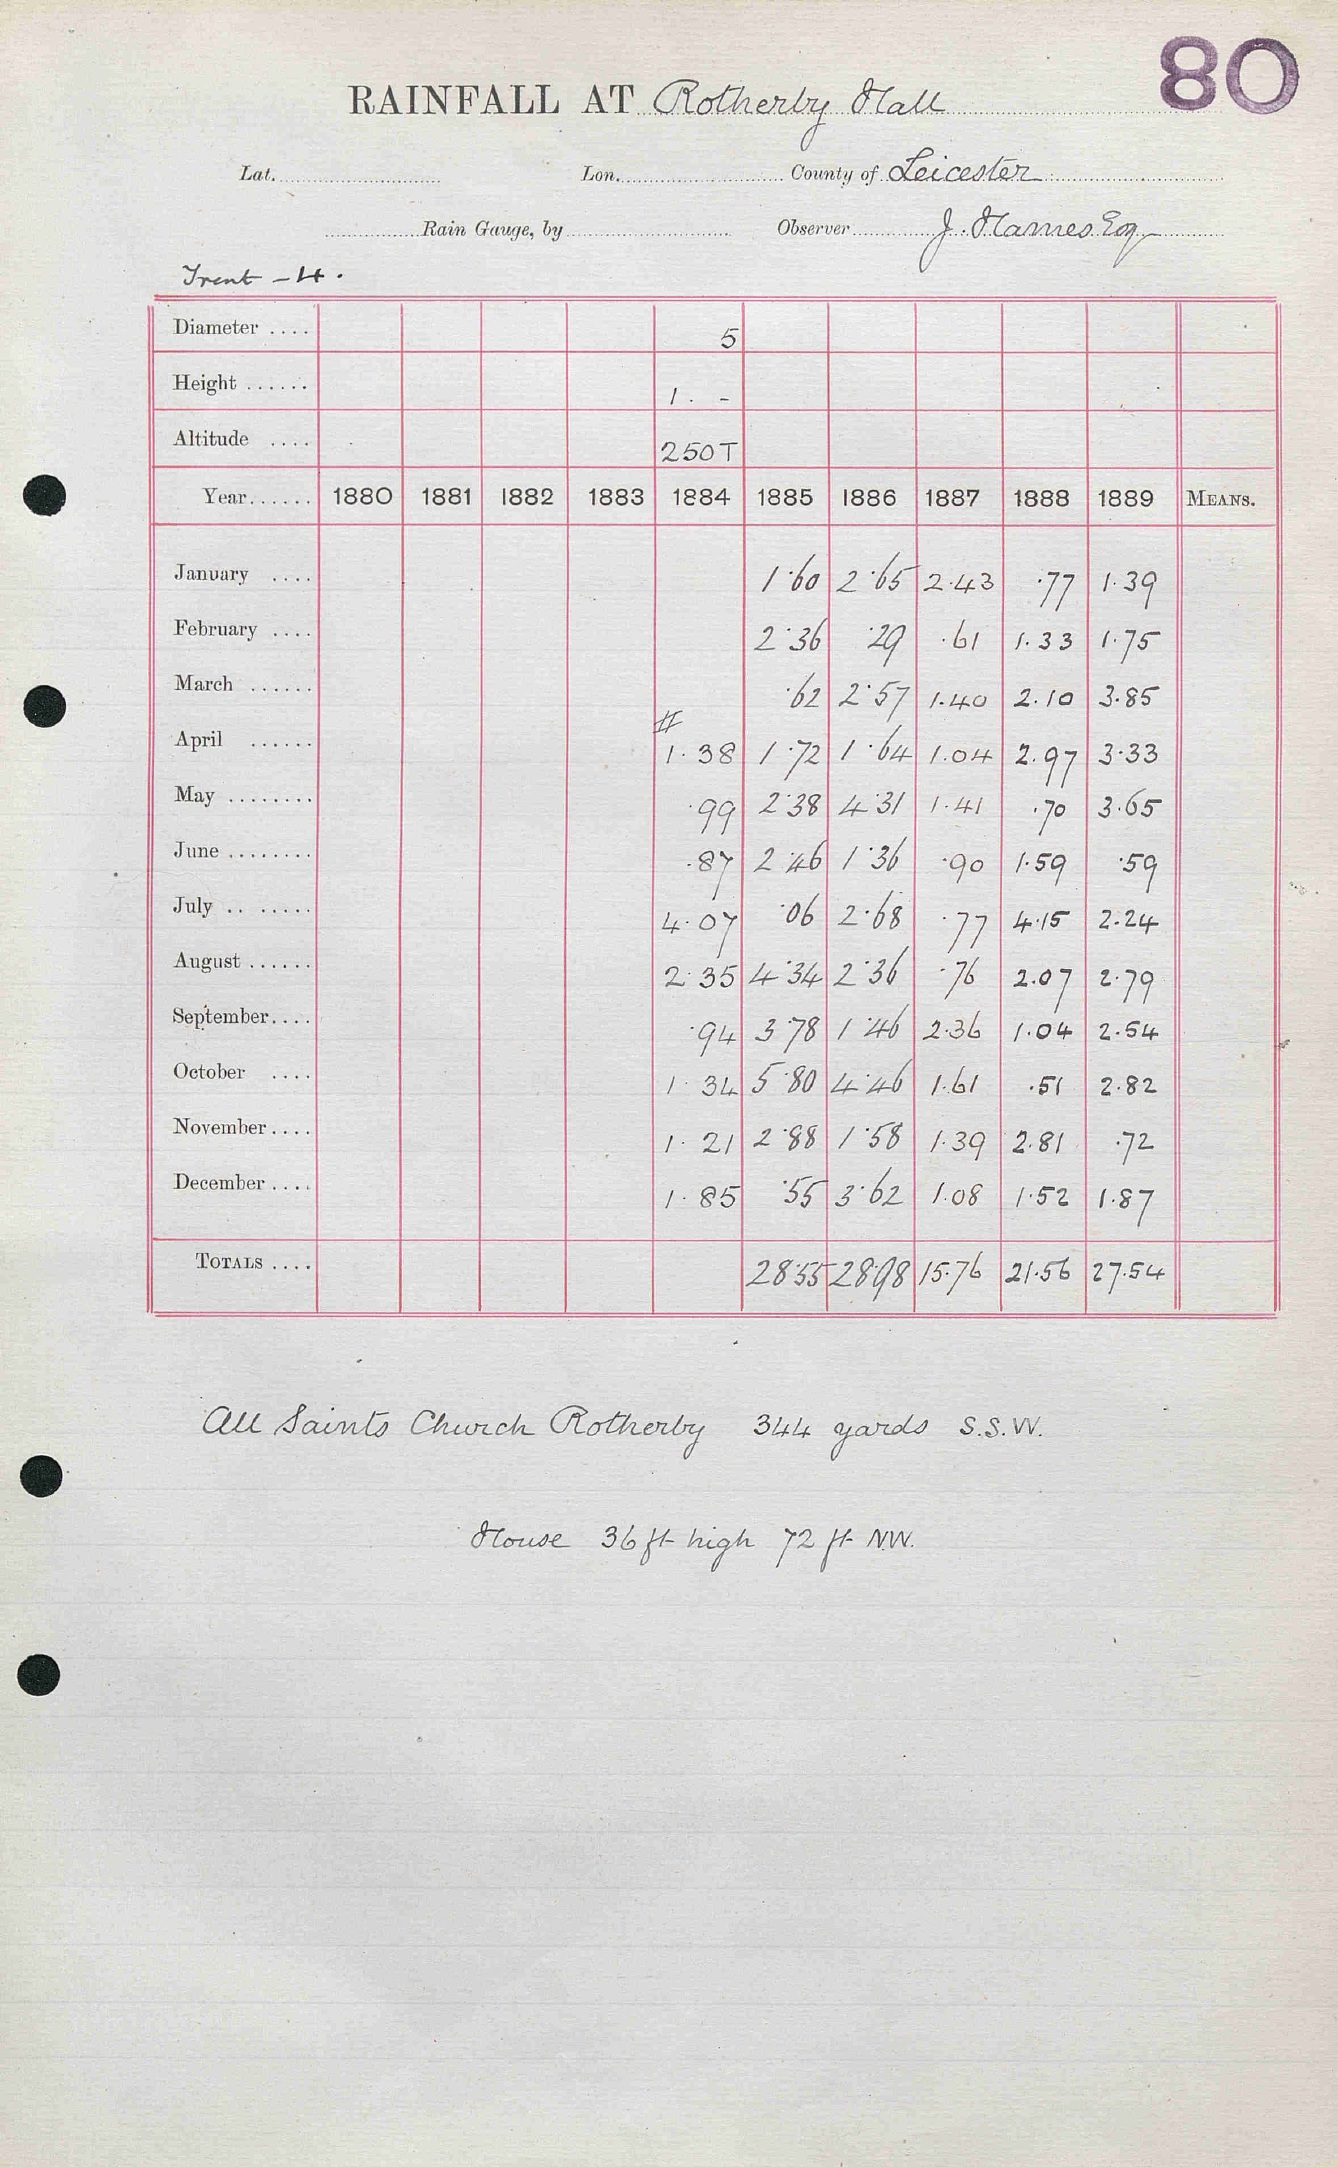 80
RAINFALL AT Rotherby Hall
Lat. Lon. County of Leicester
Rain Gauge, by Observer J. Hames Esq
Trent - 4.
Diameter .... 5
Height ...... 1. -
Altitude .... 250T
Year...... 1880 1881 1882 1883 1884 1885 1886 1887 1888 1889 MEANS.
January .... 1.60 2.65 2.43 .77 1.39
February .... 2.36 .29 .61 1.33 1.75
March ...... .62 2.57 1.40 2.10 3.85
April ...... 1.38 1.72 1.64 1.04 2.97 3.33
May ........ .99 2.38 4.31 1.41 .70 3.65
June ........ .87 2.46 1.36 .90 1.59 .59
July .. ..... 4.07 .06 2.68 .77 4.15 2.24
August ...... 2.35 4.34 2.36 .76 2.07 2.79
September.... .94 3.78 1.46 2.36 1.04 2.54
October .... 1.34 5.80 4.46 1.61 .51 2.82
November.... 1.21 2.88 1.58 1.39 2.81 .72
December.... 1.85 .55 3.62 1.08 1.52 1.87
TOTALS .... 28.55 28.98 15.76 21.56 27.54
All Saints Church Rotherby 344 yards S.S.W.
House 36 ft high 72 ft N.W.